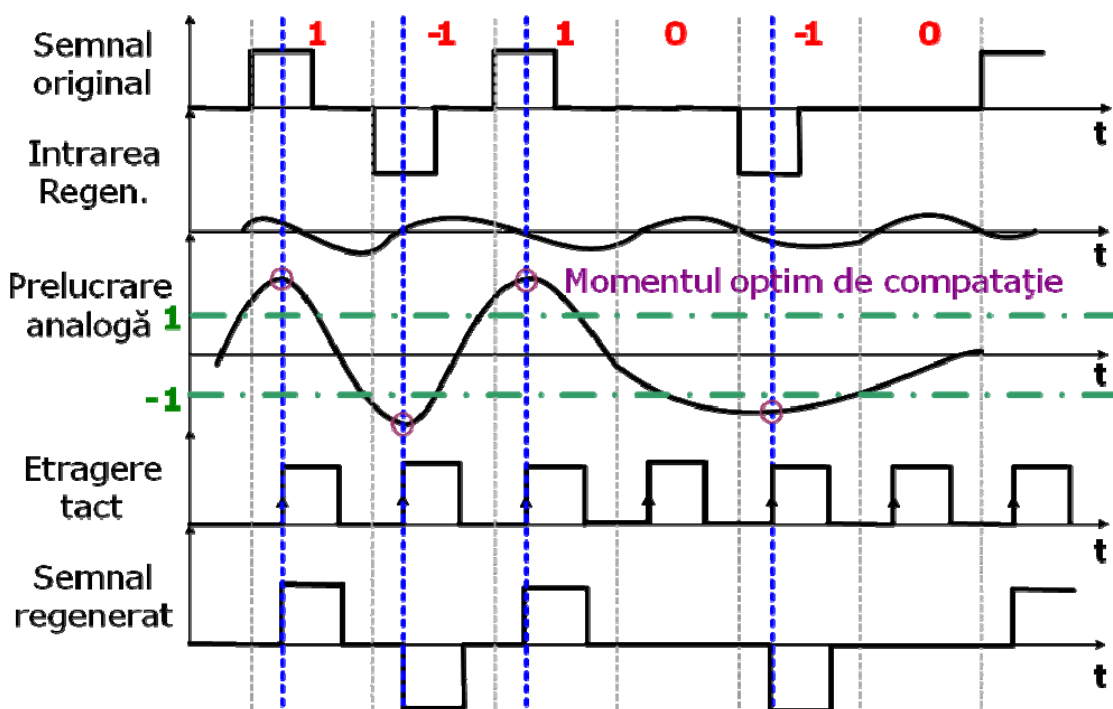 1 -1 1 0 -1 0
Semnal
original
t
Intrarea
Regen.
t
Prelucrare
analogă
1
Momentul optim de compatație
t
-1
Etragere
tact
t
Semnal
regenerat
t